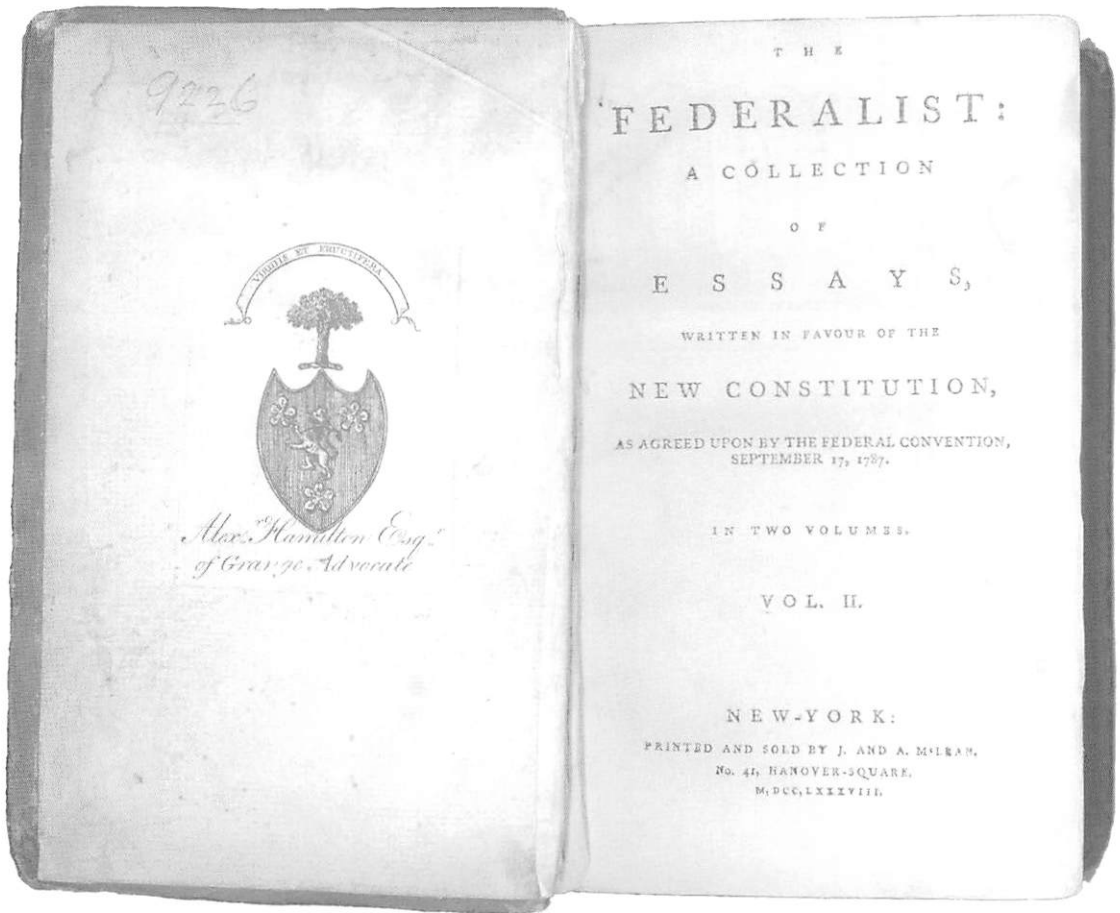 9226
VIRIDIS ET FRUCTIFERA
Alexr. Hamilton Esqr.
of Grange Advocate
THE
FEDERALIST:
A COLLECTION
OF
ESSAYS,
WRITTEN IN FAVOUR OF THE
NEW CONSTITUTION,
AS AGREED UPON BY THE FEDERAL CONVENTION,
SEPTEMBER 17, 1787.
IN TWO VOLUMES.
VOL. II.
NEW-YORK:
PRINTED AND SOLD BY J. AND A. M‘LEAN,
No. 41, HANOVER-SQUARE.
M,DCC,LXXXVIII.